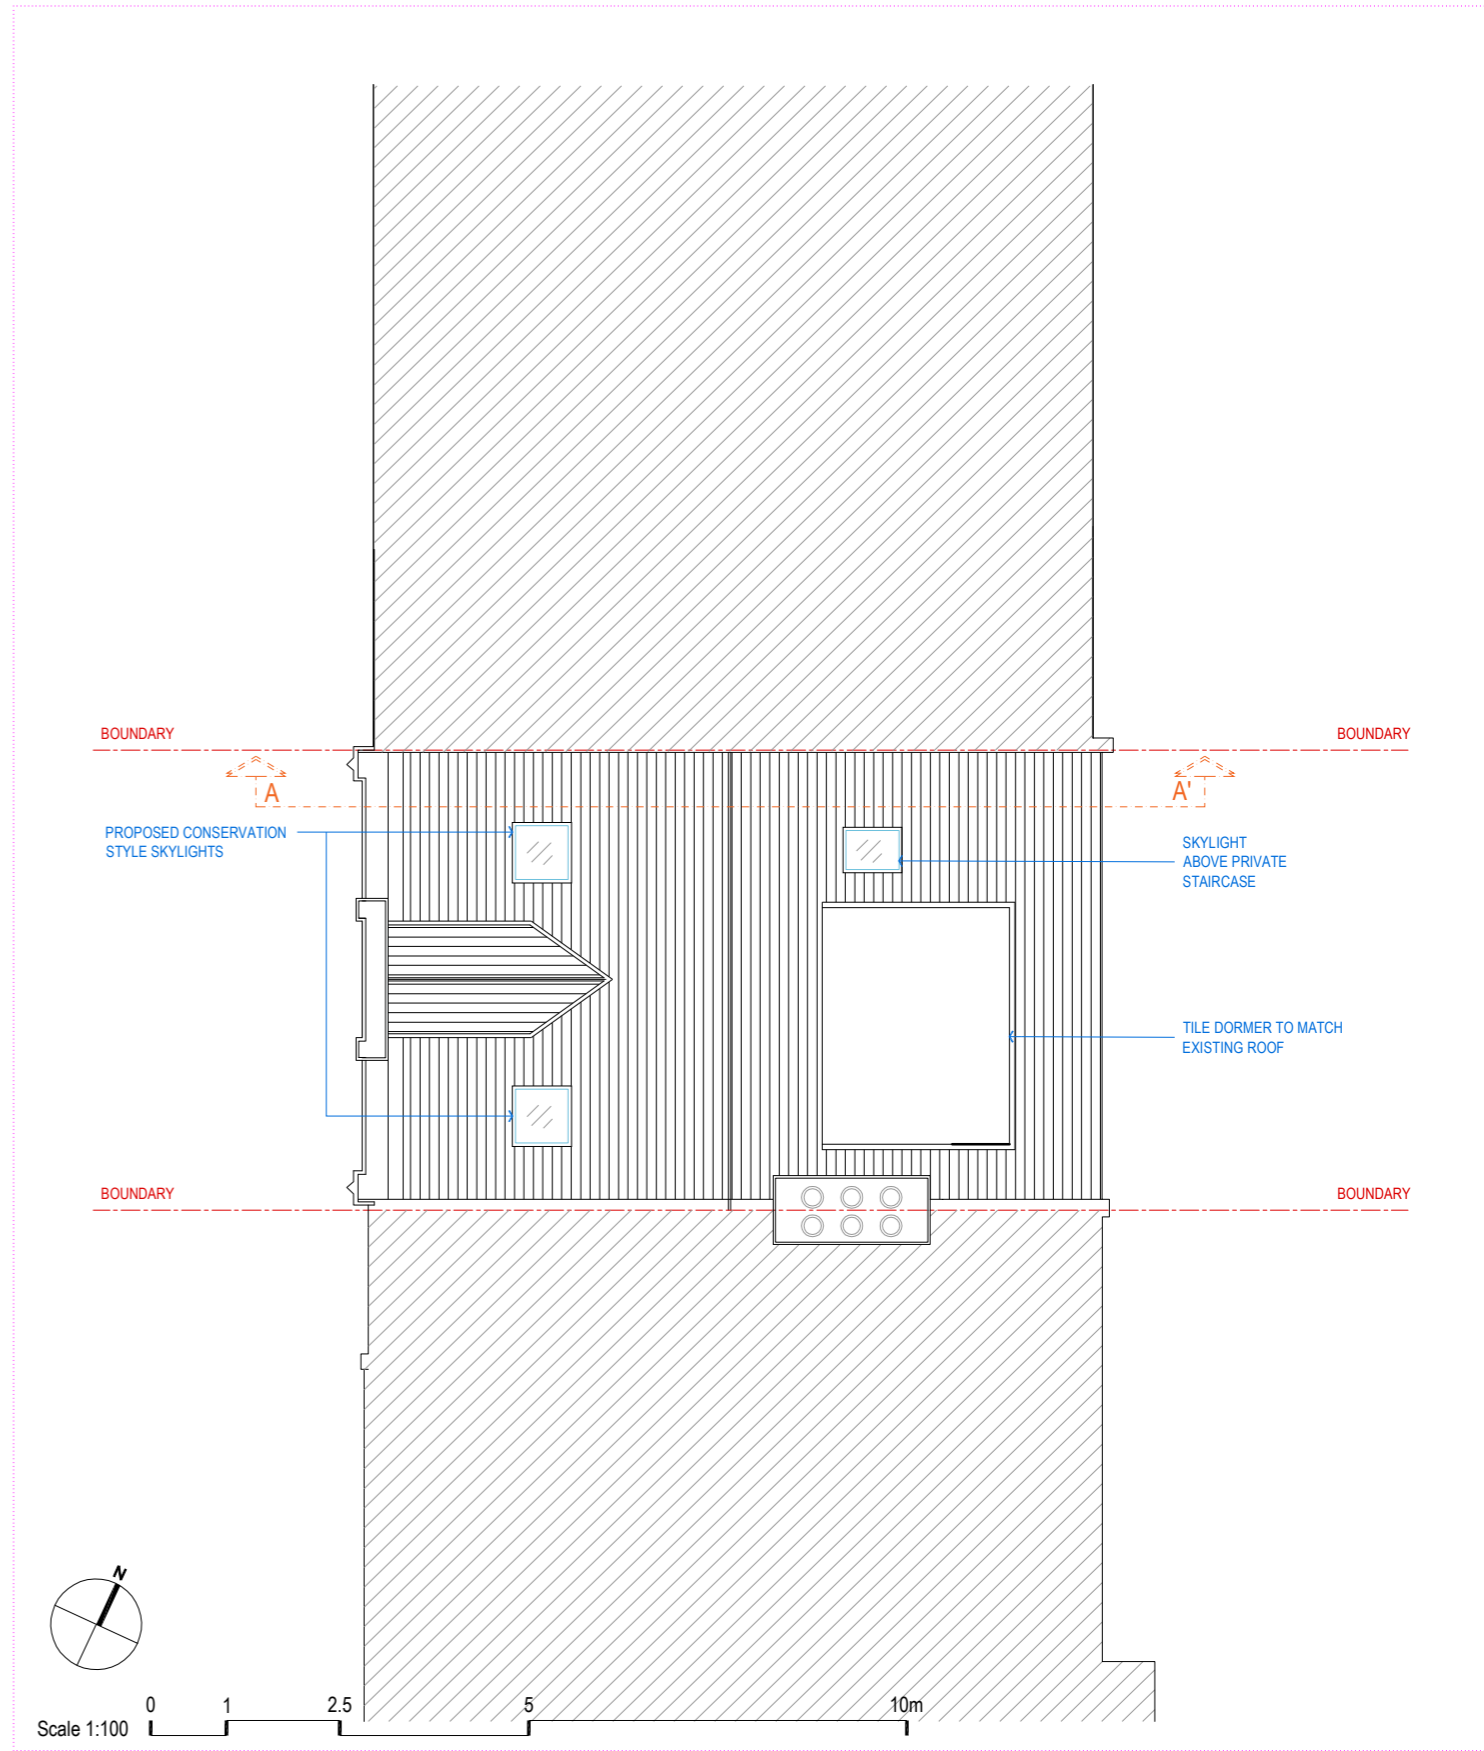 BOUNDARY
BOUNDARY
A
A'
PROPOSED CONSERVATION
STYLE SKYLIGHTS
SKYLIGHT
ABOVE PRIVATE
STAIRCASE
TILE DORMER TO MATCH
EXISTING ROOF
BOUNDARY
BOUNDARY
N
0 1 2.5 5 10m
Scale 1:100